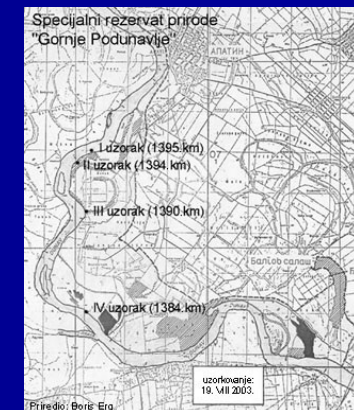 Specijalni rezervat prirode
"Gornje Podunavlje"
АПАТИН
I uzorak (1395.km)
II uzorak (1394.km)
III uzorak (1390.km)
IV uzorak (1384.km)
uzorkovanje:
19. VIII 2003.
Priredio: Boris Erg